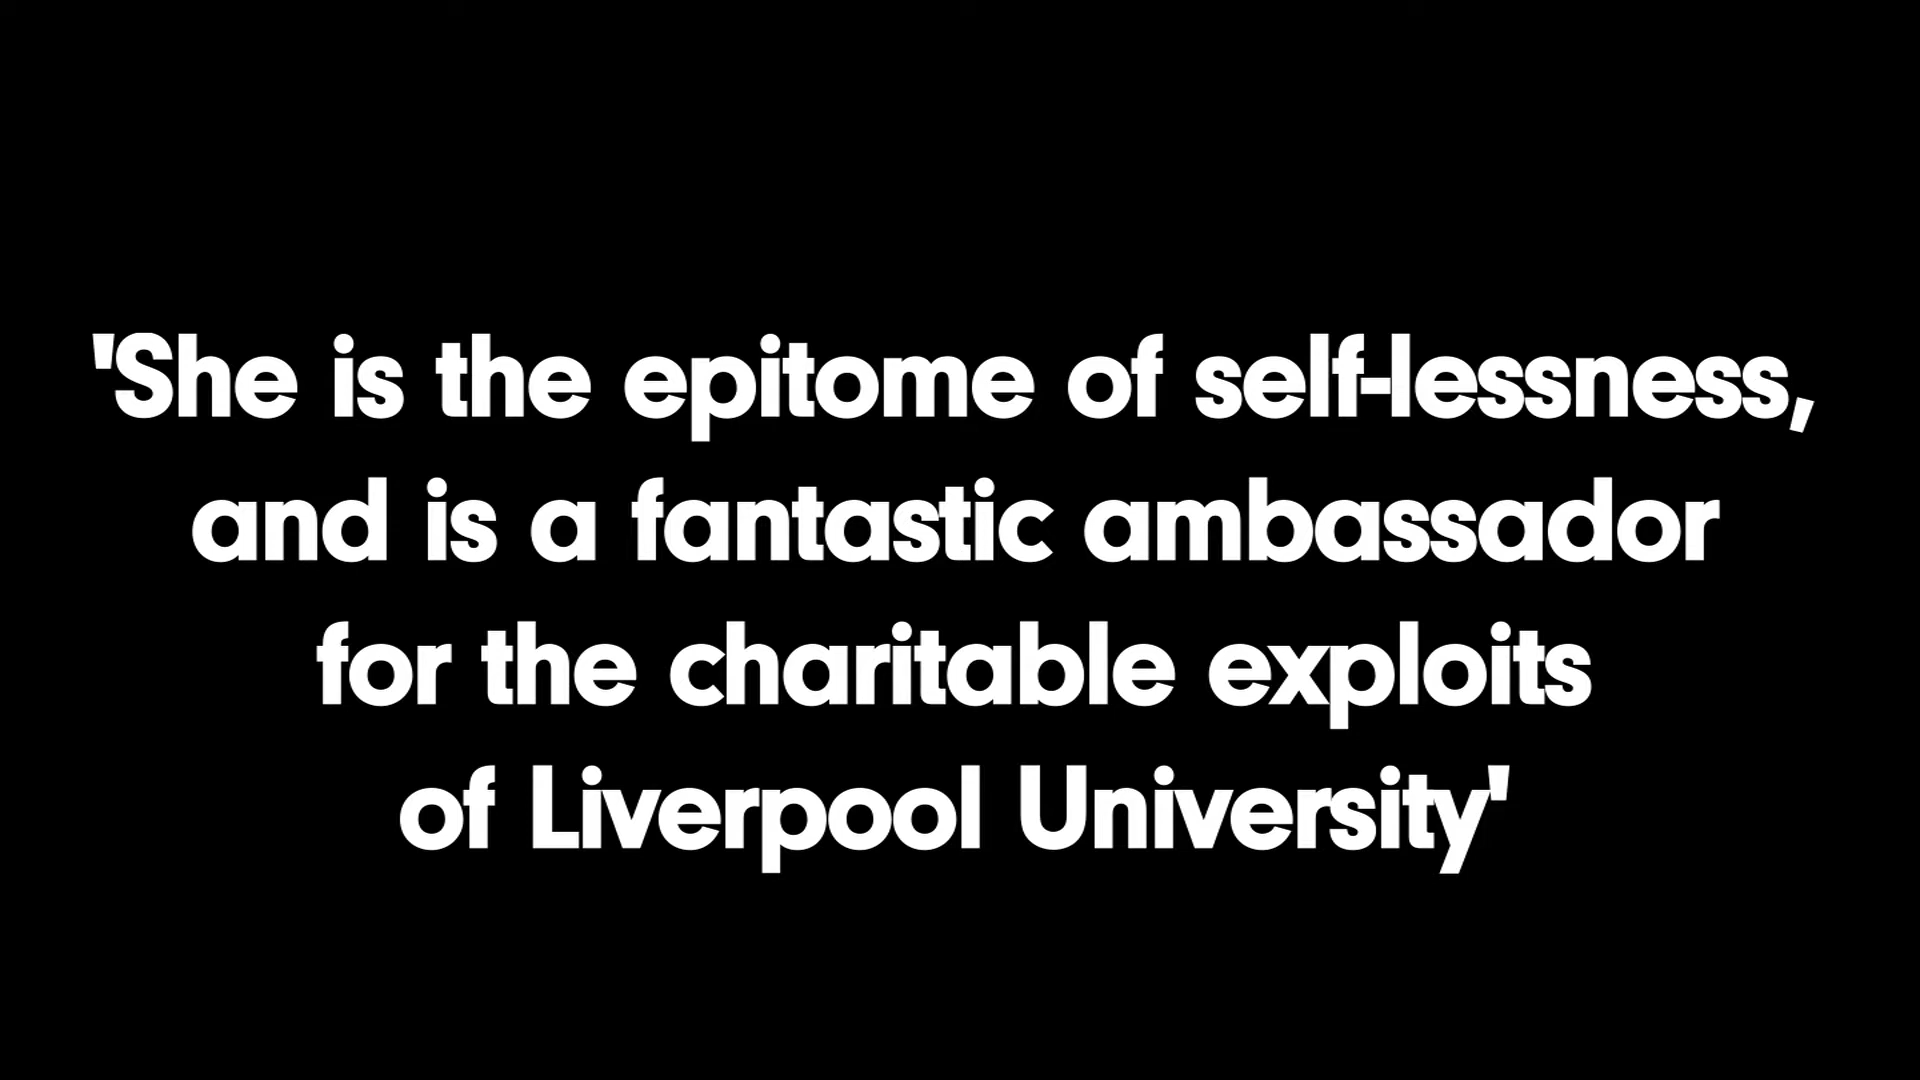 'She is the epitome of self-lessness,
and is a fantastic ambassador
for the charitable exploits
of Liverpool University'